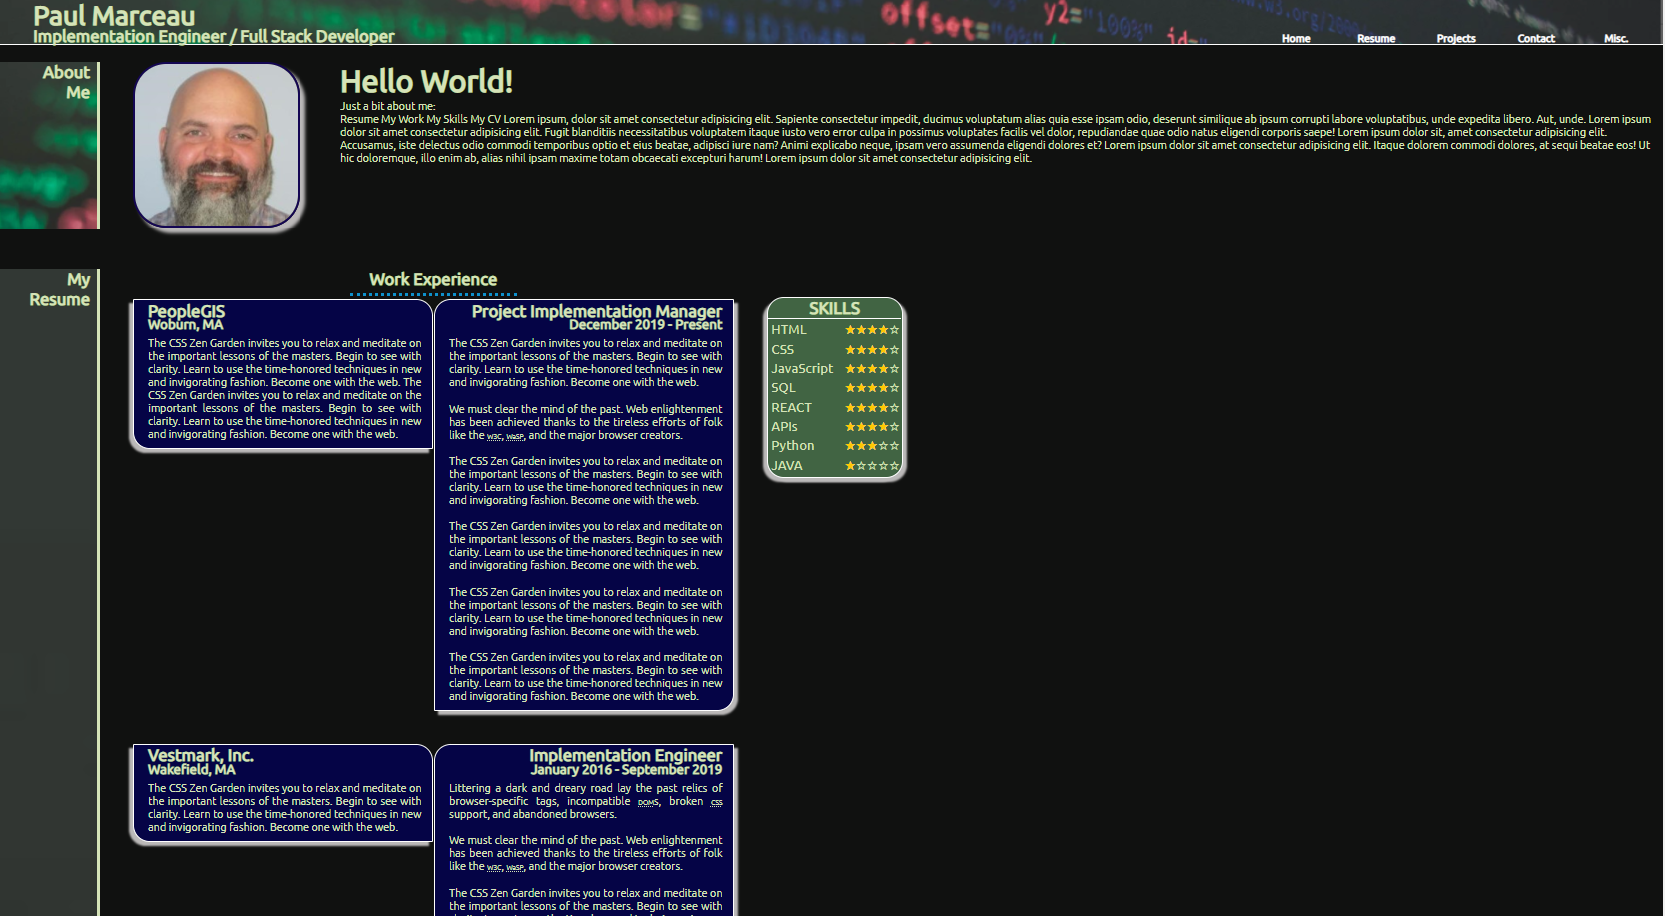 Paul Marceau
Implementation Engineer / Full Stack Developer
offset="0%"/
y2="100%" id=
Home Resume Projects Contact Misc.
About
Me
Hello World!
Just a bit about me:
Resume My Work My Skills My CV Lorem ipsum, dolor sit amet consectetur adipisicing elit. Sapiente consectetur impedit, ducimus voluptatum alias quia esse ipsam odio, deserunt similique ab ipsum corrupti labore voluptatibus, unde expedita libero. Aut, unde. Lorem ipsum
dolor sit amet consectetur adipisicing elit. Fugit blanditiis necessitatibus voluptatem itaque iusto vero error culpa in possimus voluptates facilis vel dolor, repudiandae quae odio natus eligendi corporis saepe! Lorem ipsum dolor sit, amet consectetur adipisicing elit.
Accusamus, iste delectus odio commodi temporibus optio et eius beatae, adipisci iure nam? Animi explicabo neque, ipsam vero assumenda eligendi dolores et? Lorem ipsum dolor sit amet consectetur adipisicing elit. Itaque dolorem commodi dolores, at sequi beatae eos! Ut
hic doloremque, illo enim ab, alias nihil ipsam maxime totam obcaecati excepturi harum! Lorem ipsum dolor sit amet consectetur adipisicing elit.
My
Resume
Work Experience
PeopleGIS
Woburn, MA
The CSS Zen Garden invites you to relax and meditate on
the important lessons of the masters. Begin to see with
clarity. Learn to use the time-honored techniques in new
and invigorating fashion. Become one with the web. The
CSS Zen Garden invites you to relax and meditate on the
important lessons of the masters. Begin to see with
clarity. Learn to use the time-honored techniques in new
and invigorating fashion. Become one with the web.
Project Implementation Manager
December 2019 - Present
The CSS Zen Garden invites you to relax and meditate on
the important lessons of the masters. Begin to see with
clarity. Learn to use the time-honored techniques in new
and invigorating fashion. Become one with the web.
We must clear the mind of the past. Web enlightenment
has been achieved thanks to the tireless efforts of folk
like the W3C, WaSP, and the major browser creators.
The CSS Zen Garden invites you to relax and meditate on
the important lessons of the masters. Begin to see with
clarity. Learn to use the time-honored techniques in new
and invigorating fashion. Become one with the web.
The CSS Zen Garden invites you to relax and meditate on
the important lessons of the masters. Begin to see with
clarity. Learn to use the time-honored techniques in new
and invigorating fashion. Become one with the web.
The CSS Zen Garden invites you to relax and meditate on
the important lessons of the masters. Begin to see with
clarity. Learn to use the time-honored techniques in new
and invigorating fashion. Become one with the web.
The CSS Zen Garden invites you to relax and meditate on
the important lessons of the masters. Begin to see with
clarity. Learn to use the time-honored techniques in new
and invigorating fashion. Become one with the web.
SKILLS
HTML ★★★★☆
CSS ★★★★☆
JavaScript ★★★★☆
SQL ★★★★☆
REACT ★★★★☆
APIs ★★★★☆
Python ★★★☆☆
JAVA ★☆☆☆☆
Vestmark, Inc.
Wakefield, MA
The CSS Zen Garden invites you to relax and meditate on
the important lessons of the masters. Begin to see with
clarity. Learn to use the time-honored techniques in new
and invigorating fashion. Become one with the web.
Implementation Engineer
January 2016 - September 2019
Littering a dark and dreary road lay the past relics of
browser-specific tags, incompatible DOMs, broken CSS
support, and abandoned browsers.
We must clear the mind of the past. Web enlightenment
has been achieved thanks to the tireless efforts of folk
like the W3C, WaSP, and the major browser creators.
The CSS Zen Garden invites you to relax and meditate on
the important lessons of the masters. Begin to see with